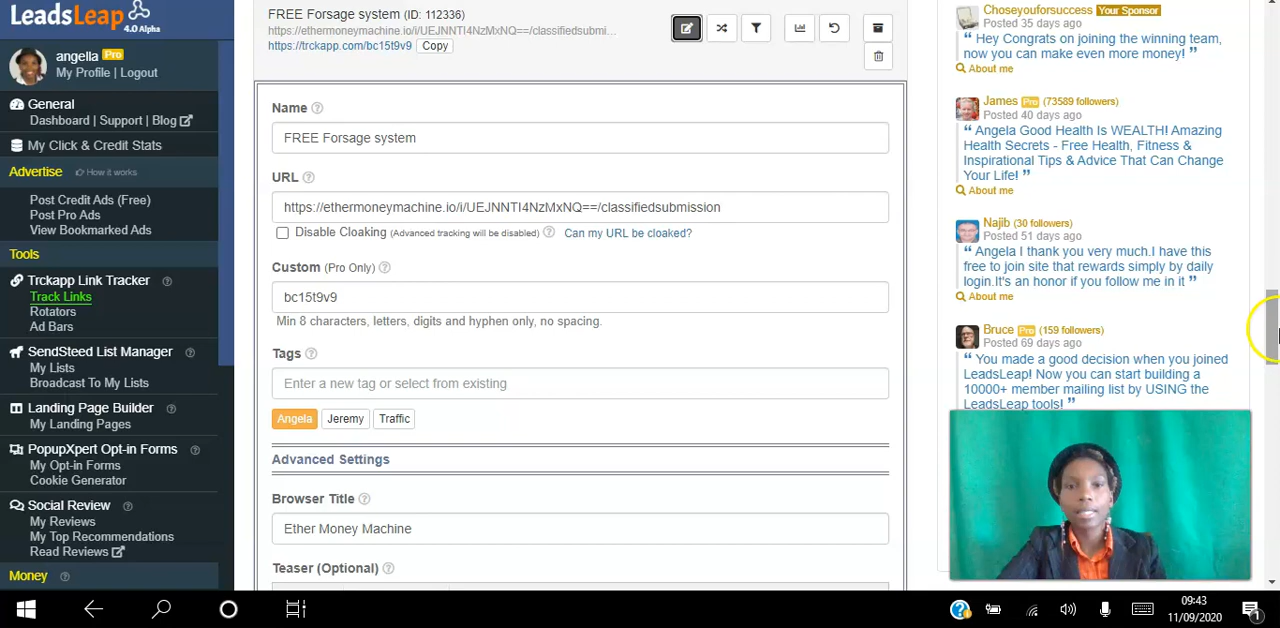 LeadsLeap
4.0 Alpha
angella Pro
My Profile | Logout
General
Dashboard | Support | Blog
My Click & Credit Stats
Advertise How it works
Post Credit Ads (Free)
Post Pro Ads
View Bookmarked Ads
Tools
Trckapp Link Tracker
Track Links
Rotators
Ad Bars
SendSteed List Manager
My Lists
Broadcast To My Lists
Landing Page Builder
My Landing Pages
PopupXpert Opt-in Forms
My Opt-in Forms
Cookie Generator
Social Review
My Reviews
My Top Recommendations
Read Reviews
Money
FREE Forsage system (ID: 112336)
https://ethermoneymachine.io/i/UEJNNTI4NzMxNQ==/classifiedsubmi...
https://trckapp.com/bc15t9v9 Copy
Name
FREE Forsage system
URL
https://ethermoneymachine.io/i/UEJNNTI4NzMxNQ==/classifiedsubmission
Disable Cloaking (Advanced tracking will be disabled) Can my URL be cloaked?
Custom (Pro Only)
bc15t9v9
Min 8 characters, letters, digits and hyphen only, no spacing.
Tags
Enter a new tag or select from existing
Angela Jeremy Traffic
Advanced Settings
Browser Title
Ether Money Machine
Teaser (Optional)
Choseyouforsuccess Your Sponsor
Posted 35 days ago
“ Hey Congrats on joining the winning team,
now you can make even more money! ”
About me
James Pro (73589 followers)
Posted 40 days ago
“ Angela Good Health Is WEALTH! Amazing
Health Secrets - Free Health, Fitness &
Inspirational Tips & Advice That Can Change
Your Life! ”
About me
Najib (30 followers)
Posted 51 days ago
“ Angela I thank you very much.I have this
free to join site that rewards simply by daily
login.It's an honor if you follow me in it ”
About me
Bruce Pro (159 followers)
Posted 69 days ago
“ You made a good decision when you joined
LeadsLeap! Now you can start building a
10000+ member mailing list by USING the
LeadsLeap tools! ”
09:43
11/09/2020
1